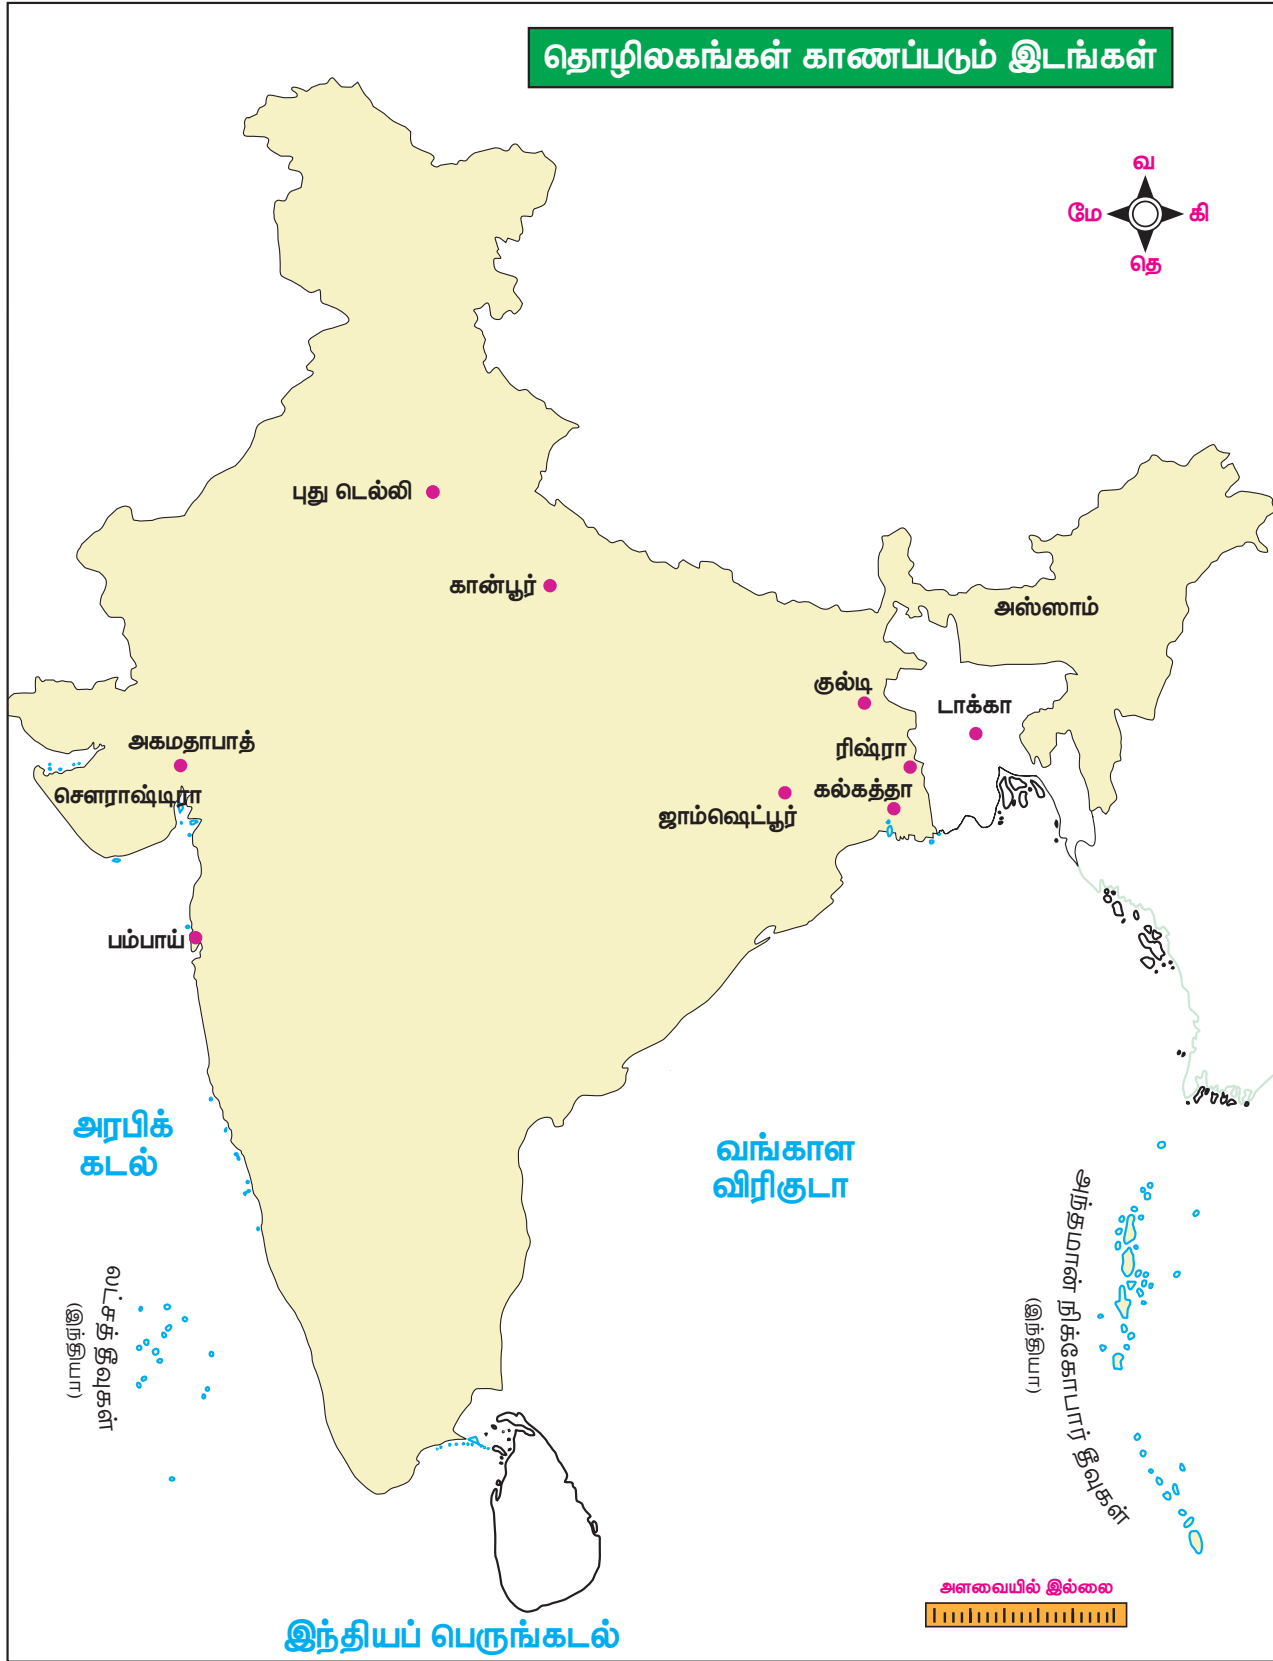 தொழிலகங்கள் காணப்படும் இடங்கள்
வ
மே
கி
தெ
புது டெல்லி
கான்பூர்
அஸ்ஸாம்
குல்டி
டாக்கா
அகமதாபாத்
ரிஷ்ரா
சௌராஷ்டிரா
கல்கத்தா
ஜாம்ஷெட்பூர்
பம்பாய்
அரபிக்
கடல்
வங்காள
விரிகுடா
லட்சத் தீவுகள்
(இந்தியா)
அந்தமான் நிக்கோபார் தீவுகள்
(இந்தியா)
அளவையில் இல்லை
இந்தியப் பெருங்கடல்